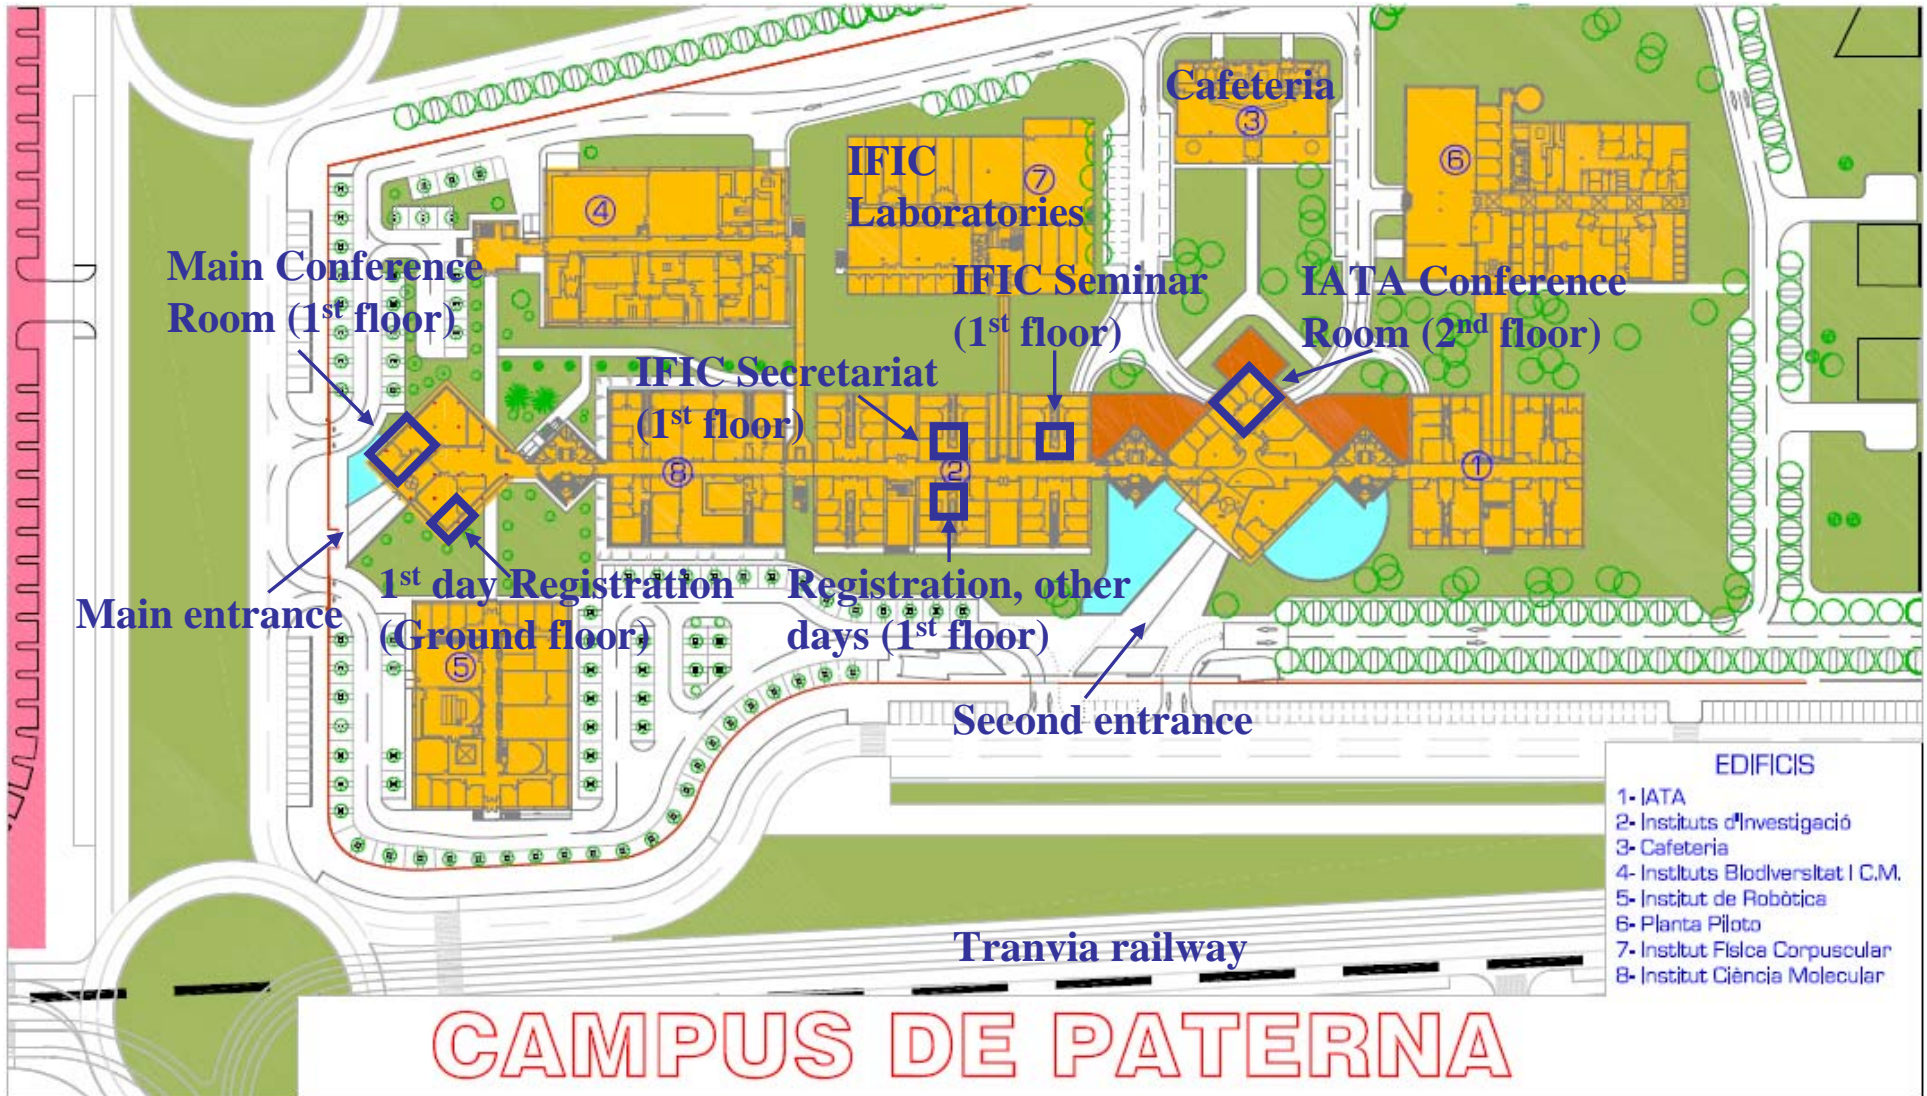 Cafeteria
3
IFIC
Laboratories
7
6
4
Main Conference
Room (1st floor)
IFIC Seminar
(1st floor)
IATA Conference
Room (2nd floor)
IFIC Secretariat
(1st floor)
8
2
1
1st day Registration
(Ground floor)
Registration, other
days (1st floor)
Main entrance
5
Second entrance
EDIFICIS
1- IATA
2- Instituts d'Investigació
3- Cafeteria
4- Instituts Biodiversitat I C.M.
5- Institut de Robòtica
6- Planta Piloto
7- Institut Física Corpuscular
8- Institut Ciència Molecular
Tranvia railway
CAMPUS DE PATERNA